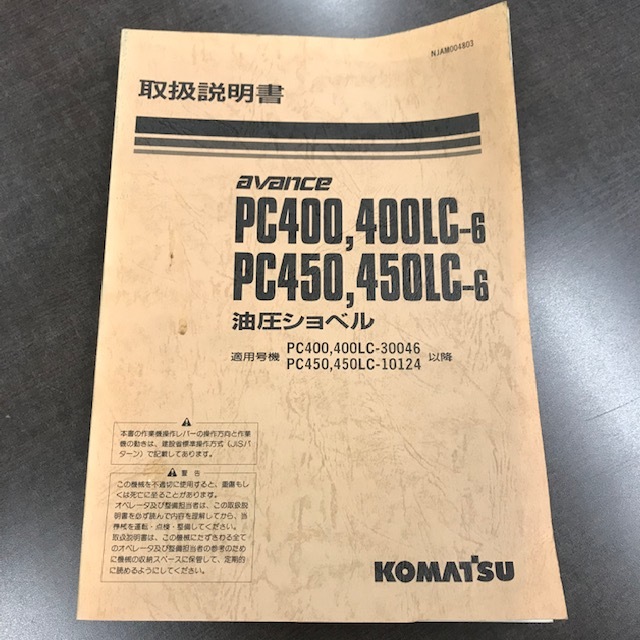 NJAM004803
取扱説明書
avance
PC400,400LC-6
PC450,450LC-6
油圧ショベル
適用号機 PC400,400LC-30046 以降
PC450,450LC-10124
本書の作業機操作レバーの操作方向と作業
機の動きは、建設省標準操作方式(JISパ
ターン)で記載してあります。
警告
この機械を不適切に使用すると、重傷もし
くは死亡に至ることがあります。
オペレータ及び整備担当者は、この取扱説
明書を必ず読んで内容を理解してから、当
該機を運転・点検・整備してください。
取扱説明書は、この機械にたずさわる全て
のオペレータ及び整備担当者の参考のため
に機械の収納スペースに保管して、定期的
に読めるようにしてください。
KOMATSU